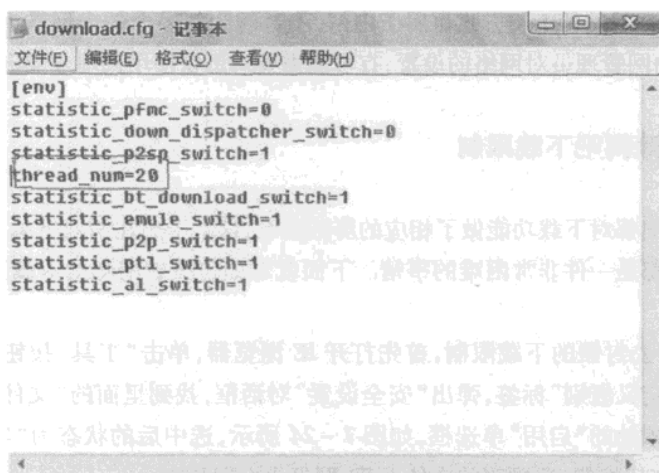 download.cfg - 记事本
文件(F) 编辑(E) 格式(O) 查看(V) 帮助(H)
[env]
statistic_pfmc_switch=0
statistic_down_dispatcher_switch=0
statistic_p2sp_switch=1
thread_num=20
statistic_bt_download_switch=1
statistic_emule_switch=1
statistic_p2p_switch=1
statistic_ptl_switch=1
statistic_al_switch=1